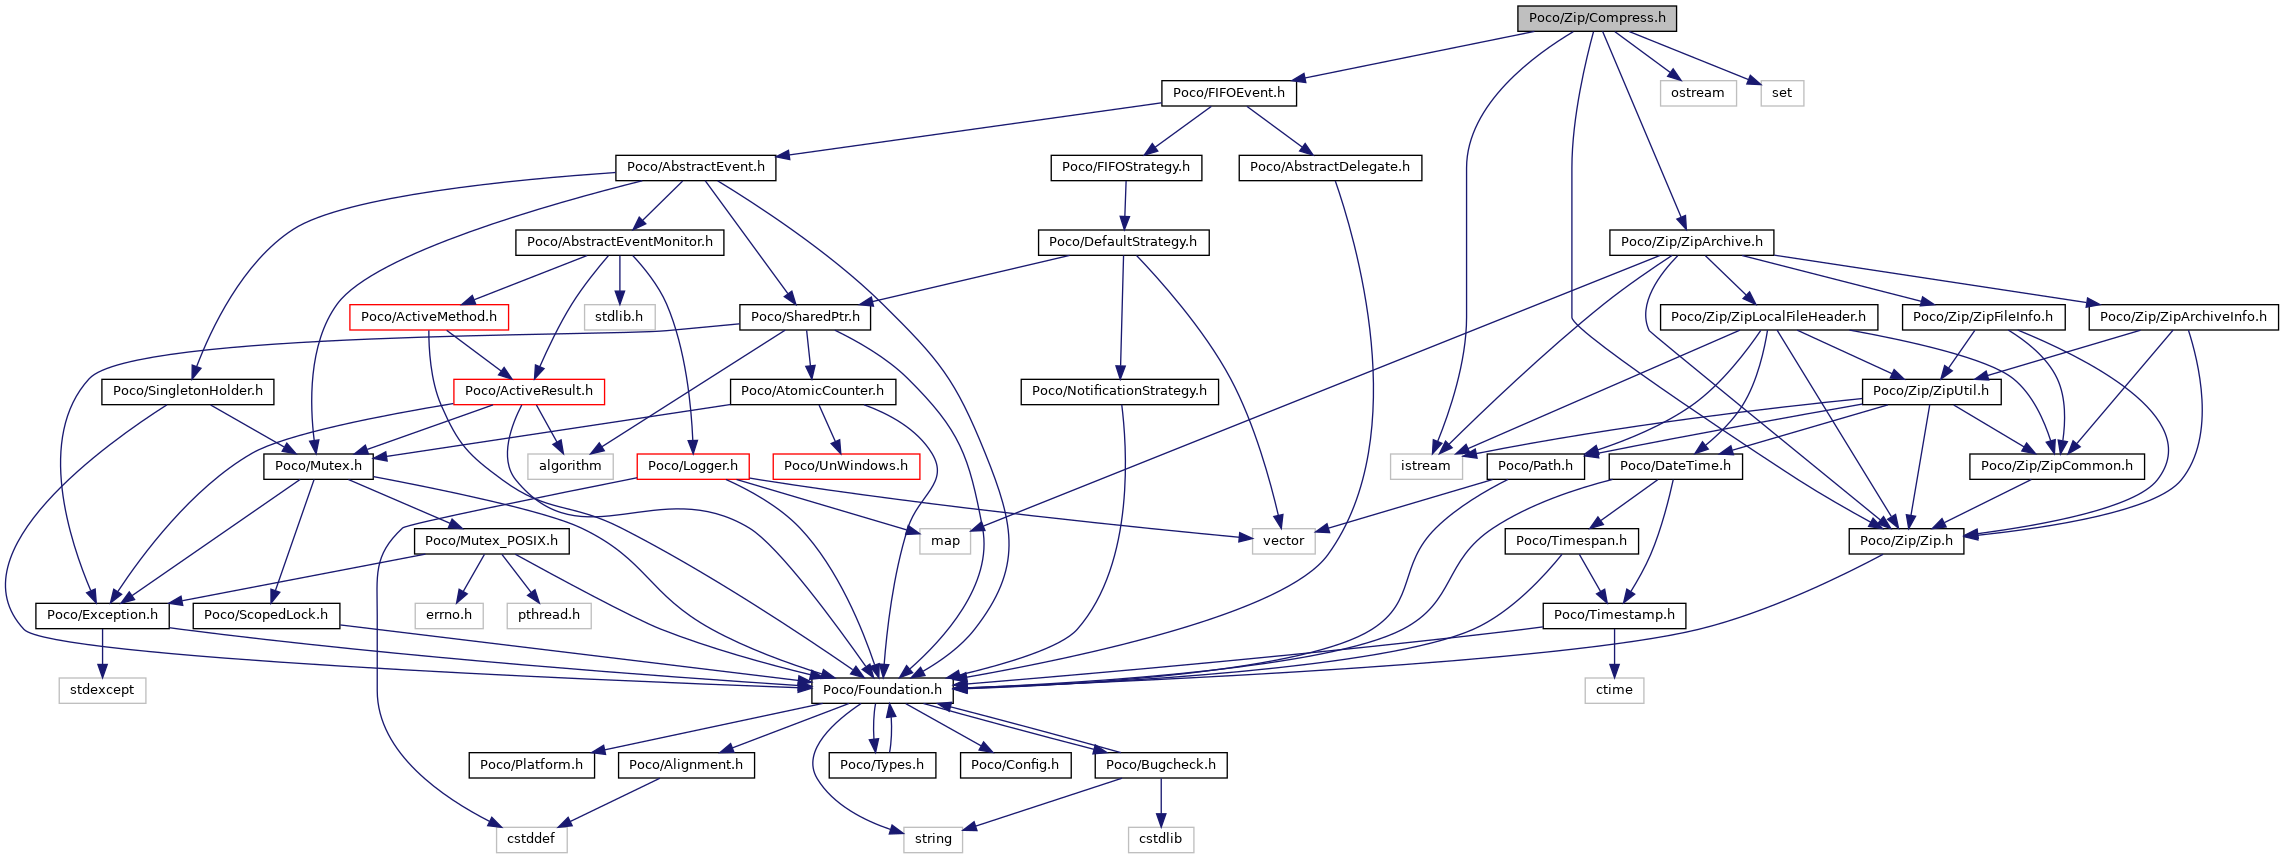 Poco/Zip/Compress.h
Poco/FIFOEvent.h
ostream
set
Poco/AbstractEvent.h
Poco/FIFOStrategy.h
Poco/AbstractDelegate.h
Poco/AbstractEventMonitor.h
Poco/DefaultStrategy.h
Poco/Zip/ZipArchive.h
Poco/ActiveMethod.h
stdlib.h
Poco/SharedPtr.h
Poco/Zip/ZipLocalFileHeader.h
Poco/Zip/ZipFileInfo.h
Poco/Zip/ZipArchiveInfo.h
Poco/SingletonHolder.h
Poco/ActiveResult.h
Poco/AtomicCounter.h
Poco/NotificationStrategy.h
Poco/Zip/ZipUtil.h
Poco/Mutex.h
algorithm
Poco/Logger.h
Poco/UnWindows.h
istream
Poco/Path.h
Poco/DateTime.h
Poco/Zip/ZipCommon.h
Poco/Mutex_POSIX.h
map
vector
Poco/Timespan.h
Poco/Zip/Zip.h
Poco/Exception.h
Poco/ScopedLock.h
errno.h
pthread.h
Poco/Timestamp.h
stdexcept
Poco/Foundation.h
ctime
Poco/Platform.h
Poco/Alignment.h
Poco/Types.h
Poco/Config.h
Poco/Bugcheck.h
cstddef
string
cstdlib